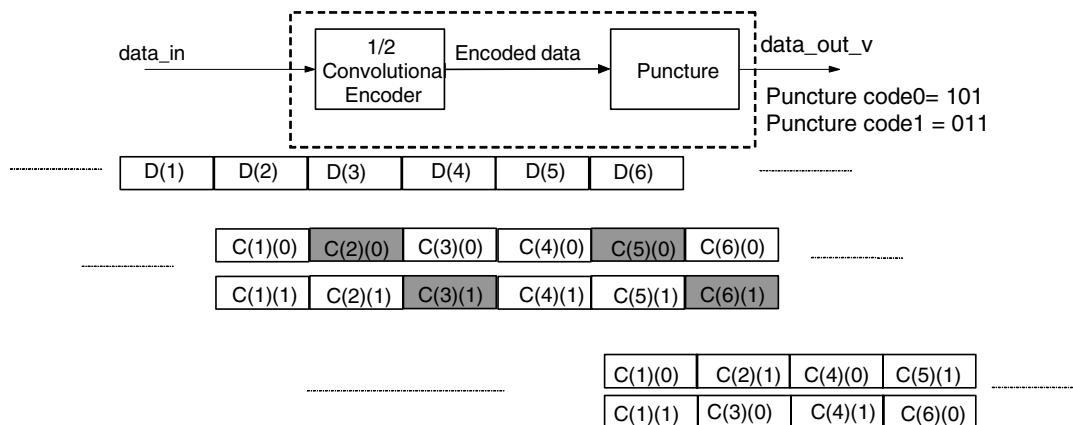 data_in
1/2
Convolutional
Encoder
Encoded data
Puncture
data_out_v
Puncture code0= 101
Puncture code1 = 011
D(1) D(2) D(3) D(4) D(5) D(6)
C(1)(0) C(2)(0) C(3)(0) C(4)(0) C(5)(0) C(6)(0)
C(1)(1) C(2)(1) C(3)(1) C(4)(1) C(5)(1) C(6)(1)
C(1)(0) C(2)(1) C(4)(0) C(5)(1)
C(1)(1) C(3)(0) C(4)(1) C(6)(0)